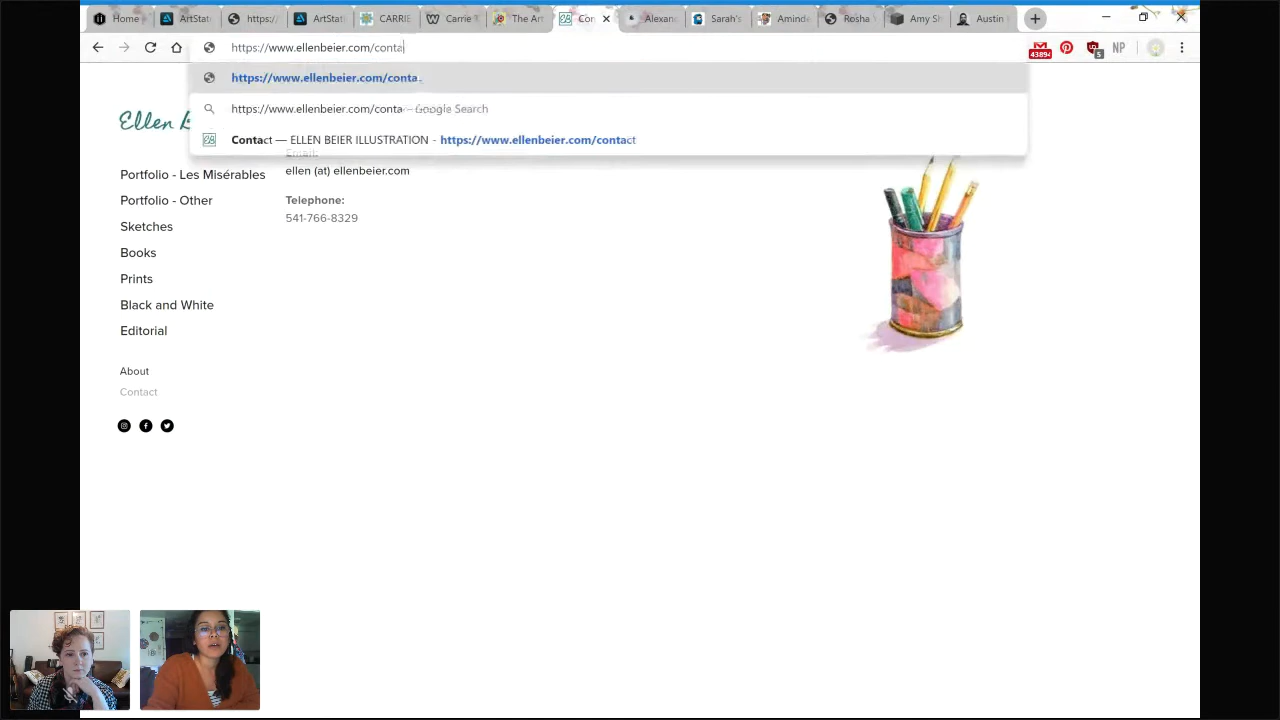 Home
ArtStat
https:/
ArtStat
CARRIE
Carrie
The Ar
Con
Alexan
Sarah's
Aminde
Rosha
Amy Sh
Austin
https://www.ellenbeier.com/conta
43894
5
NP
https://www.ellenbeier.com/conta
https://www.ellenbeier.com/conta - Google Search
Contact — ELLEN BEIER ILLUSTRATION - https://www.ellenbeier.com/contact
Ellen
Email:
ellen (at) ellenbeier.com
Telephone:
541-766-8329
Portfolio - Les Misérables
Portfolio - Other
Sketches
Books
Prints
Black and White
Editorial
About
Contact